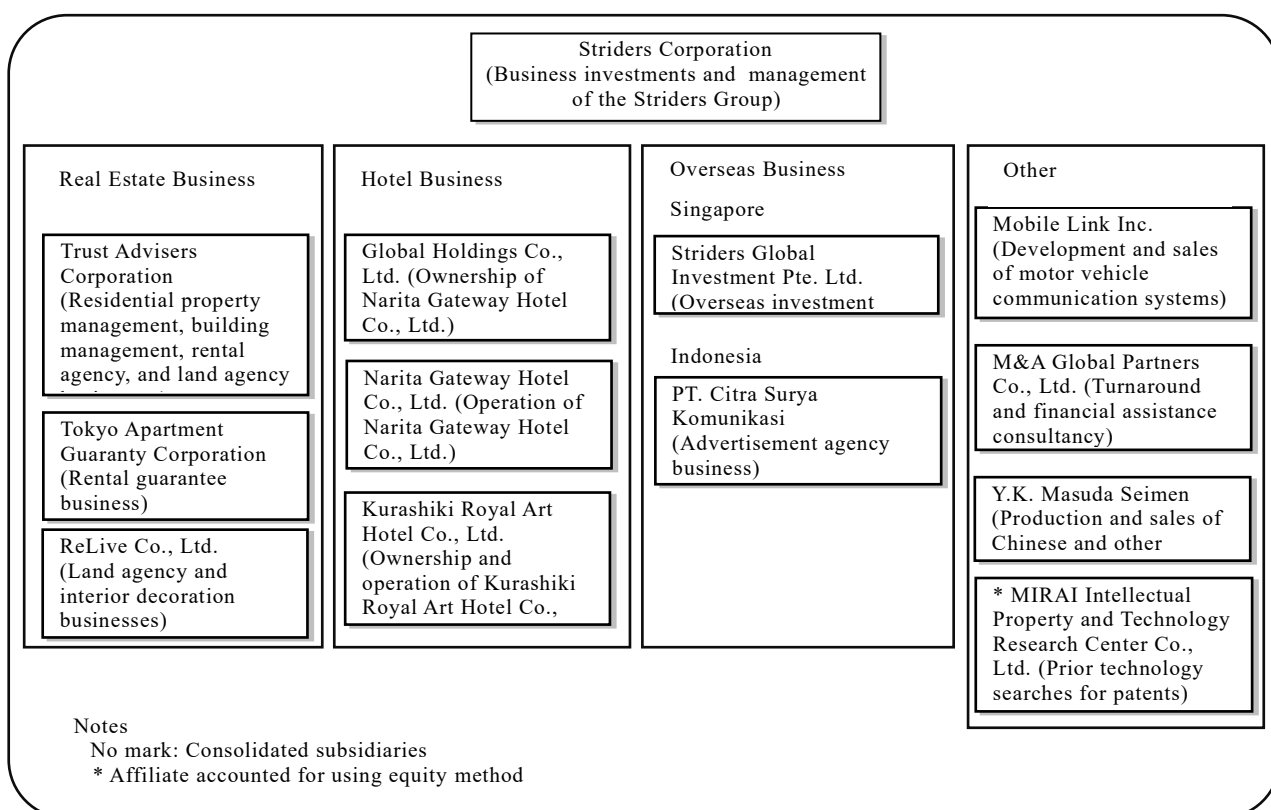 Striders Corporation
(Business investments and management
of the Striders Group)
Real Estate Business
Trust Advisers
Corporation
(Residential property
management, building
management, rental
agency, and land agency
Tokyo Apartment
Guaranty Corporation
(Rental guarantee
business)
ReLive Co., Ltd.
(Land agency and
interior decoration
businesses)
Hotel Business
Global Holdings Co.,
Ltd. (Ownership of
Narita Gateway Hotel
Co., Ltd.)
Narita Gateway Hotel
Co., Ltd. (Operation of
Narita Gateway Hotel
Co., Ltd.)
Kurashiki Royal Art
Hotel Co., Ltd.
(Ownership and
operation of Kurashiki
Royal Art Hotel Co.,
Overseas Business
Singapore
Striders Global
Investment Pte. Ltd.
(Overseas investment
Indonesia
PT. Citra Surya
Komunikasi
(Advertisement agency
business)
Other
Mobile Link Inc.
(Development and sales
of motor vehicle
communication systems)
M&A Global Partners
Co., Ltd. (Turnaround
and financial assistance
consultancy)
Y.K. Masuda Seimen
(Production and sales of
Chinese and other
* MIRAI Intellectual
Property and Technology
Research Center Co.,
Ltd. (Prior technology
searches for patents)
Notes
No mark: Consolidated subsidiaries
* Affiliate accounted for using equity method